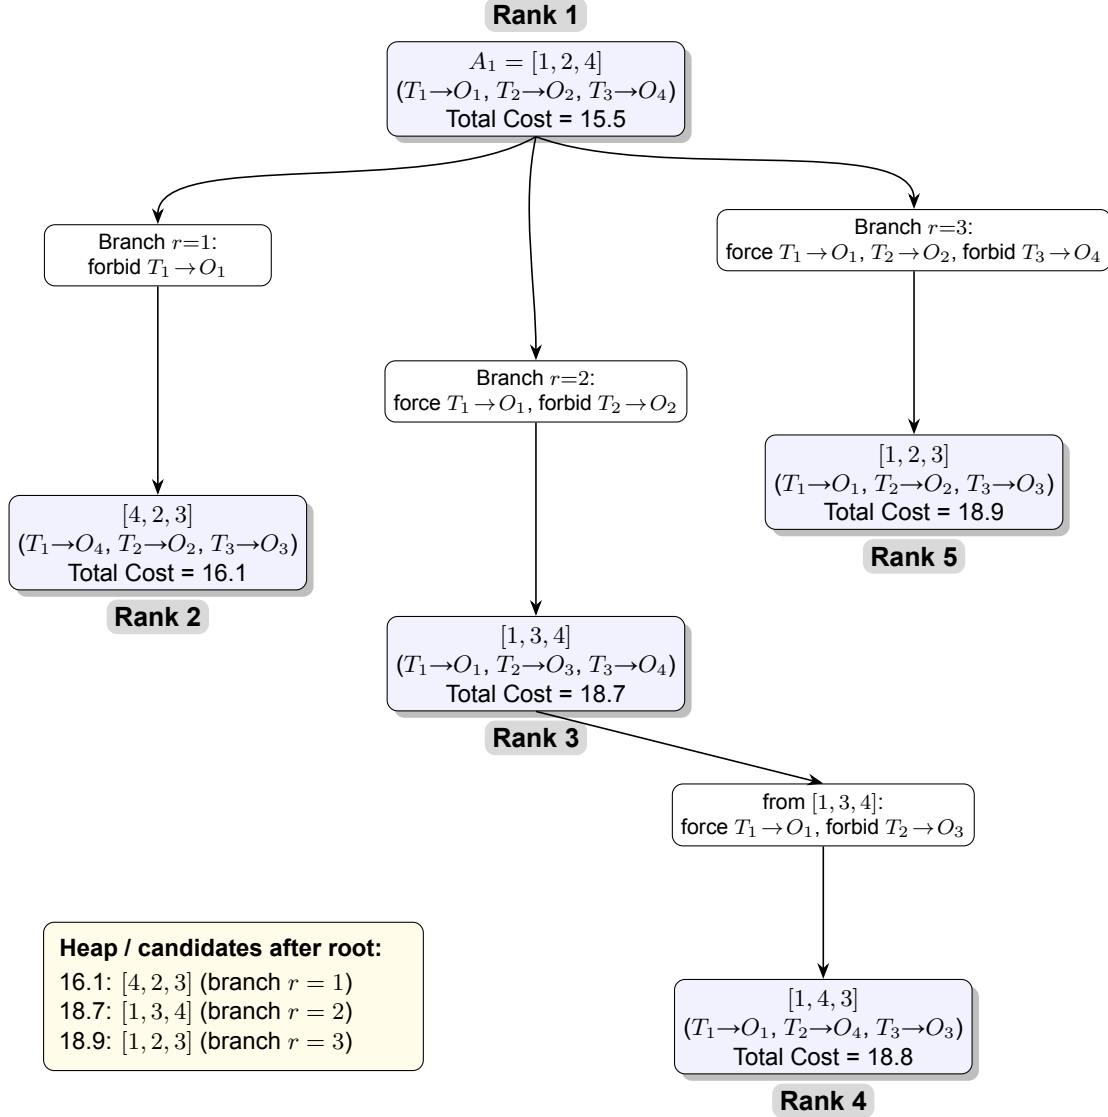 Rank 1
A₁ = [1, 2, 4]
(T₁→O₁, T₂→O₂, T₃→O₄)
Total Cost = 15.5
Branch r=1:
forbid T₁→O₁
Branch r=3:
force T₁→O₁, T₂→O₂, forbid T₃→O₄
Branch r=2:
force T₁→O₁, forbid T₂→O₂
[1, 2, 3]
(T₁→O₁, T₂→O₂, T₃→O₃)
Total Cost = 18.9
Rank 5
[4, 2, 3]
(T₁→O₄, T₂→O₂, T₃→O₃)
Total Cost = 16.1
Rank 2
[1, 3, 4]
(T₁→O₁, T₂→O₃, T₃→O₄)
Total Cost = 18.7
Rank 3
from [1, 3, 4]:
force T₁→O₁, forbid T₂→O₃
Heap / candidates after root:
16.1: [4, 2, 3] (branch r = 1)
18.7: [1, 3, 4] (branch r = 2)
18.9: [1, 2, 3] (branch r = 3)
[1, 4, 3]
(T₁→O₁, T₂→O₄, T₃→O₃)
Total Cost = 18.8
Rank 4